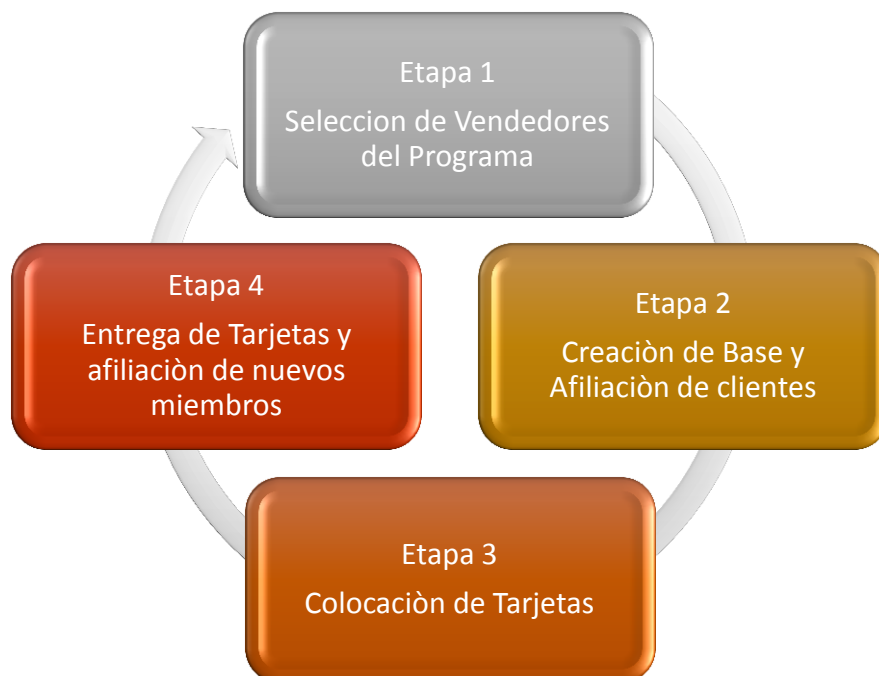 Etapa 1
Seleccion de Vendedores
del Programa
Etapa 2
Creaciòn de Base y
Afiliaciòn de clientes
Etapa 3
Colocaciòn de Tarjetas
Etapa 4
Entrega de Tarjetas y
afiliaciòn de nuevos
miembros